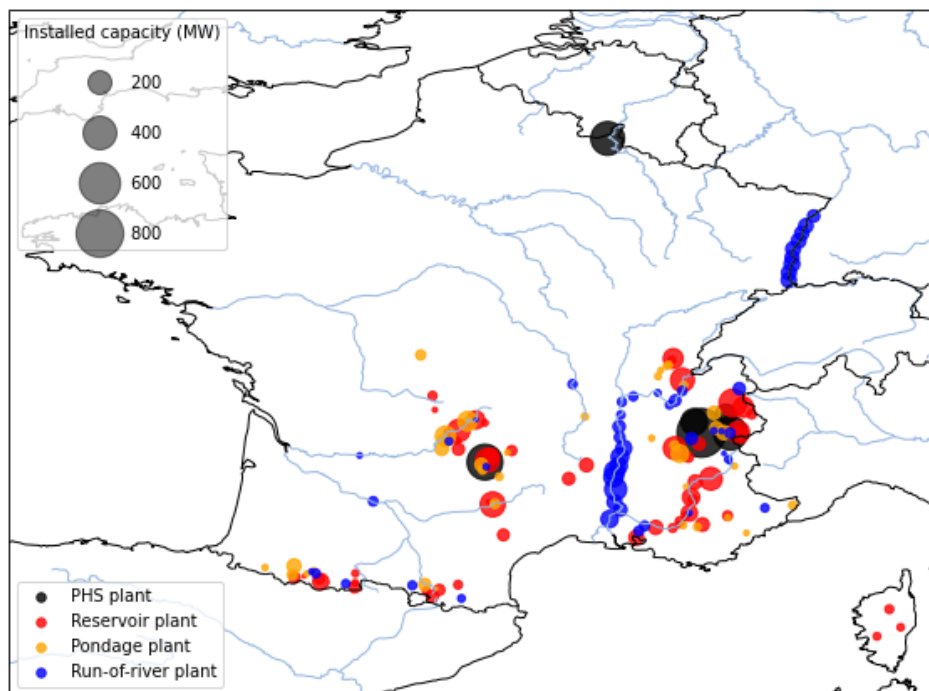 Installed capacity (MW)
200
400
600
800
PHS plant
Reservoir plant
Pondage plant
Run-of-river plant